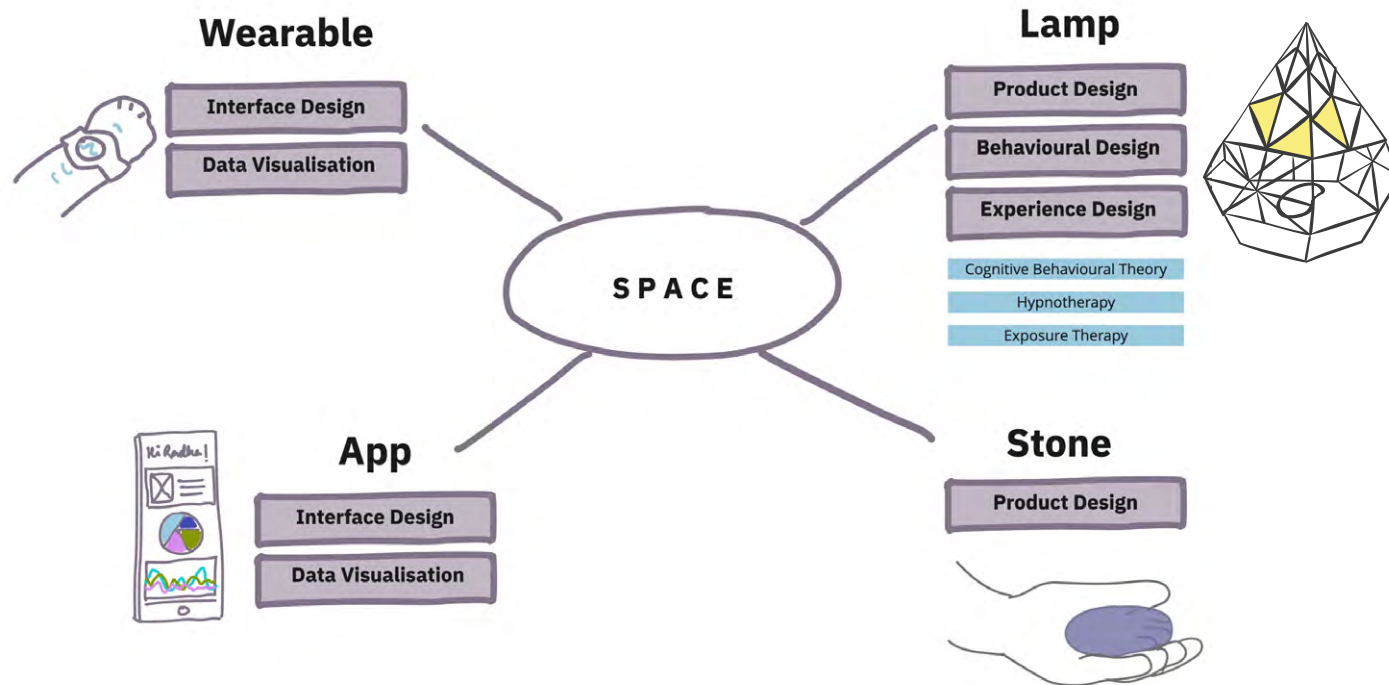 Wearable
Interface Design
Data Visualisation
Lamp
Product Design
Behavioural Design
Experience Design
Cognitive Behavioural Theory
Hypnotherapy
Exposure Therapy
SPACE
App
Hi Radha!
Interface Design
Data Visualisation
Stone
Product Design